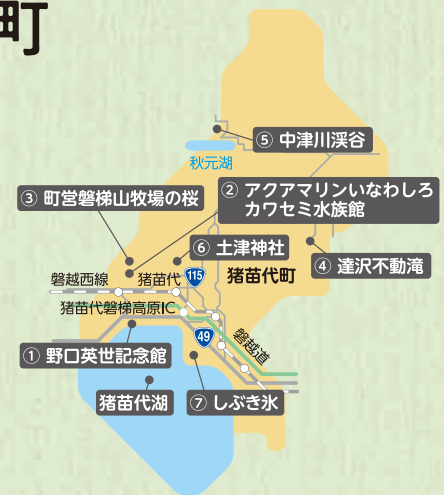 町
⑤ 中津川渓谷
秋元湖
③ 町営磐梯山牧場の桜
② アクアマリンいなわしろ
カワセミ水族館
⑥ 土津神社
④ 達沢不動滝
磐越西線
猪苗代
115
猪苗代町
猪苗代磐梯高原IC
49
磐越道
① 野口英世記念館
猪苗代湖
⑦ しぶき氷